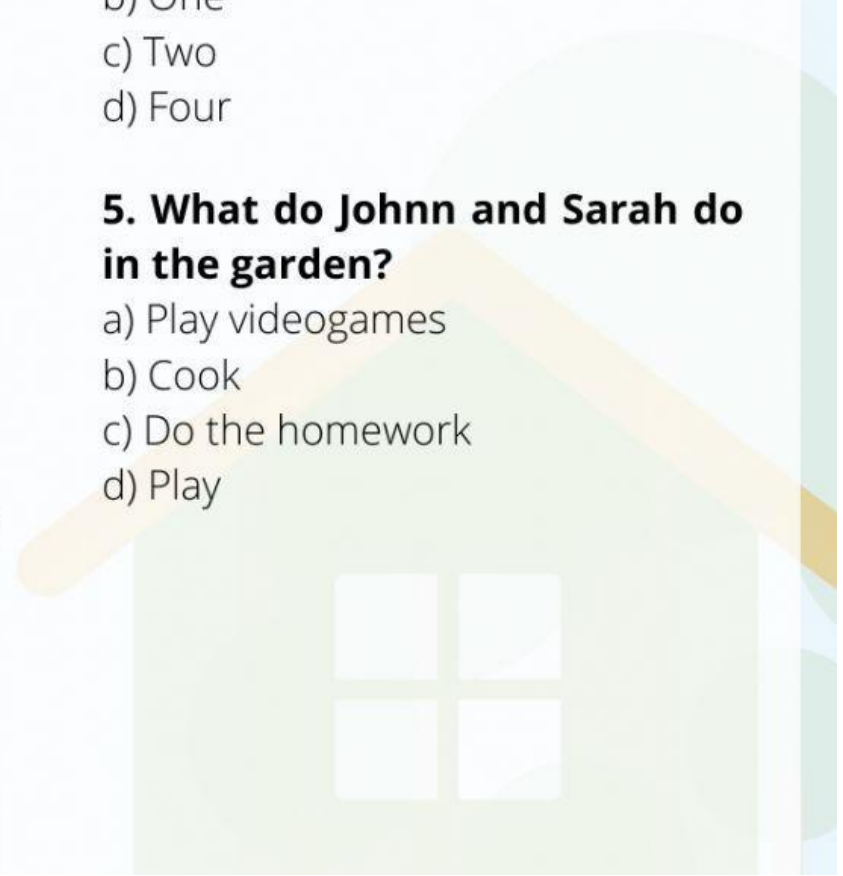 b) One
c) Two
d) Four
5. What do Johnn and Sarah do
in the garden?
a) Play videogames
b) Cook
c) Do the homework
d) Play